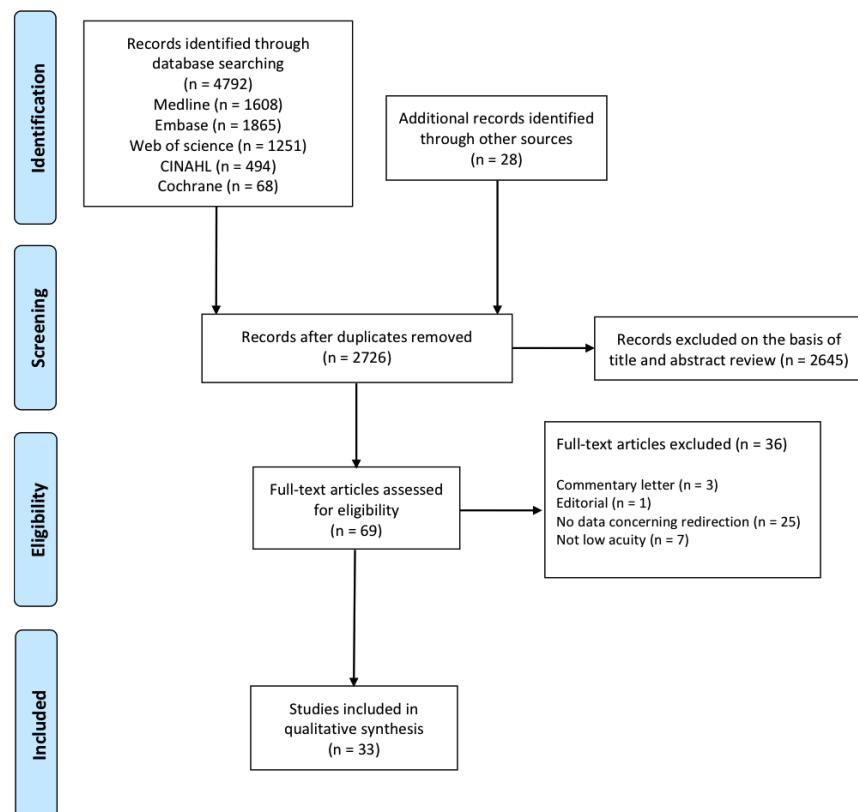 Identification
Records identified through
database searching
(n = 4792)
Medline (n = 1608)
Embase (n = 1865)
Web of science (n = 1251)
CINAHL (n = 494)
Cochrane (n = 68)
Additional records identified
through other sources
(n = 28)
Screening
Records after duplicates removed
(n = 2726)
Records excluded on the basis of
title and abstract review (n = 2645)
Eligibility
Full-text articles assessed
for eligibility
(n = 69)
Full-text articles excluded (n = 36)
Commentary letter (n = 3)
Editorial (n = 1)
No data concerning redirection (n = 25)
Not low acuity (n = 7)
Included
Studies included in
qualitative synthesis
(n = 33)